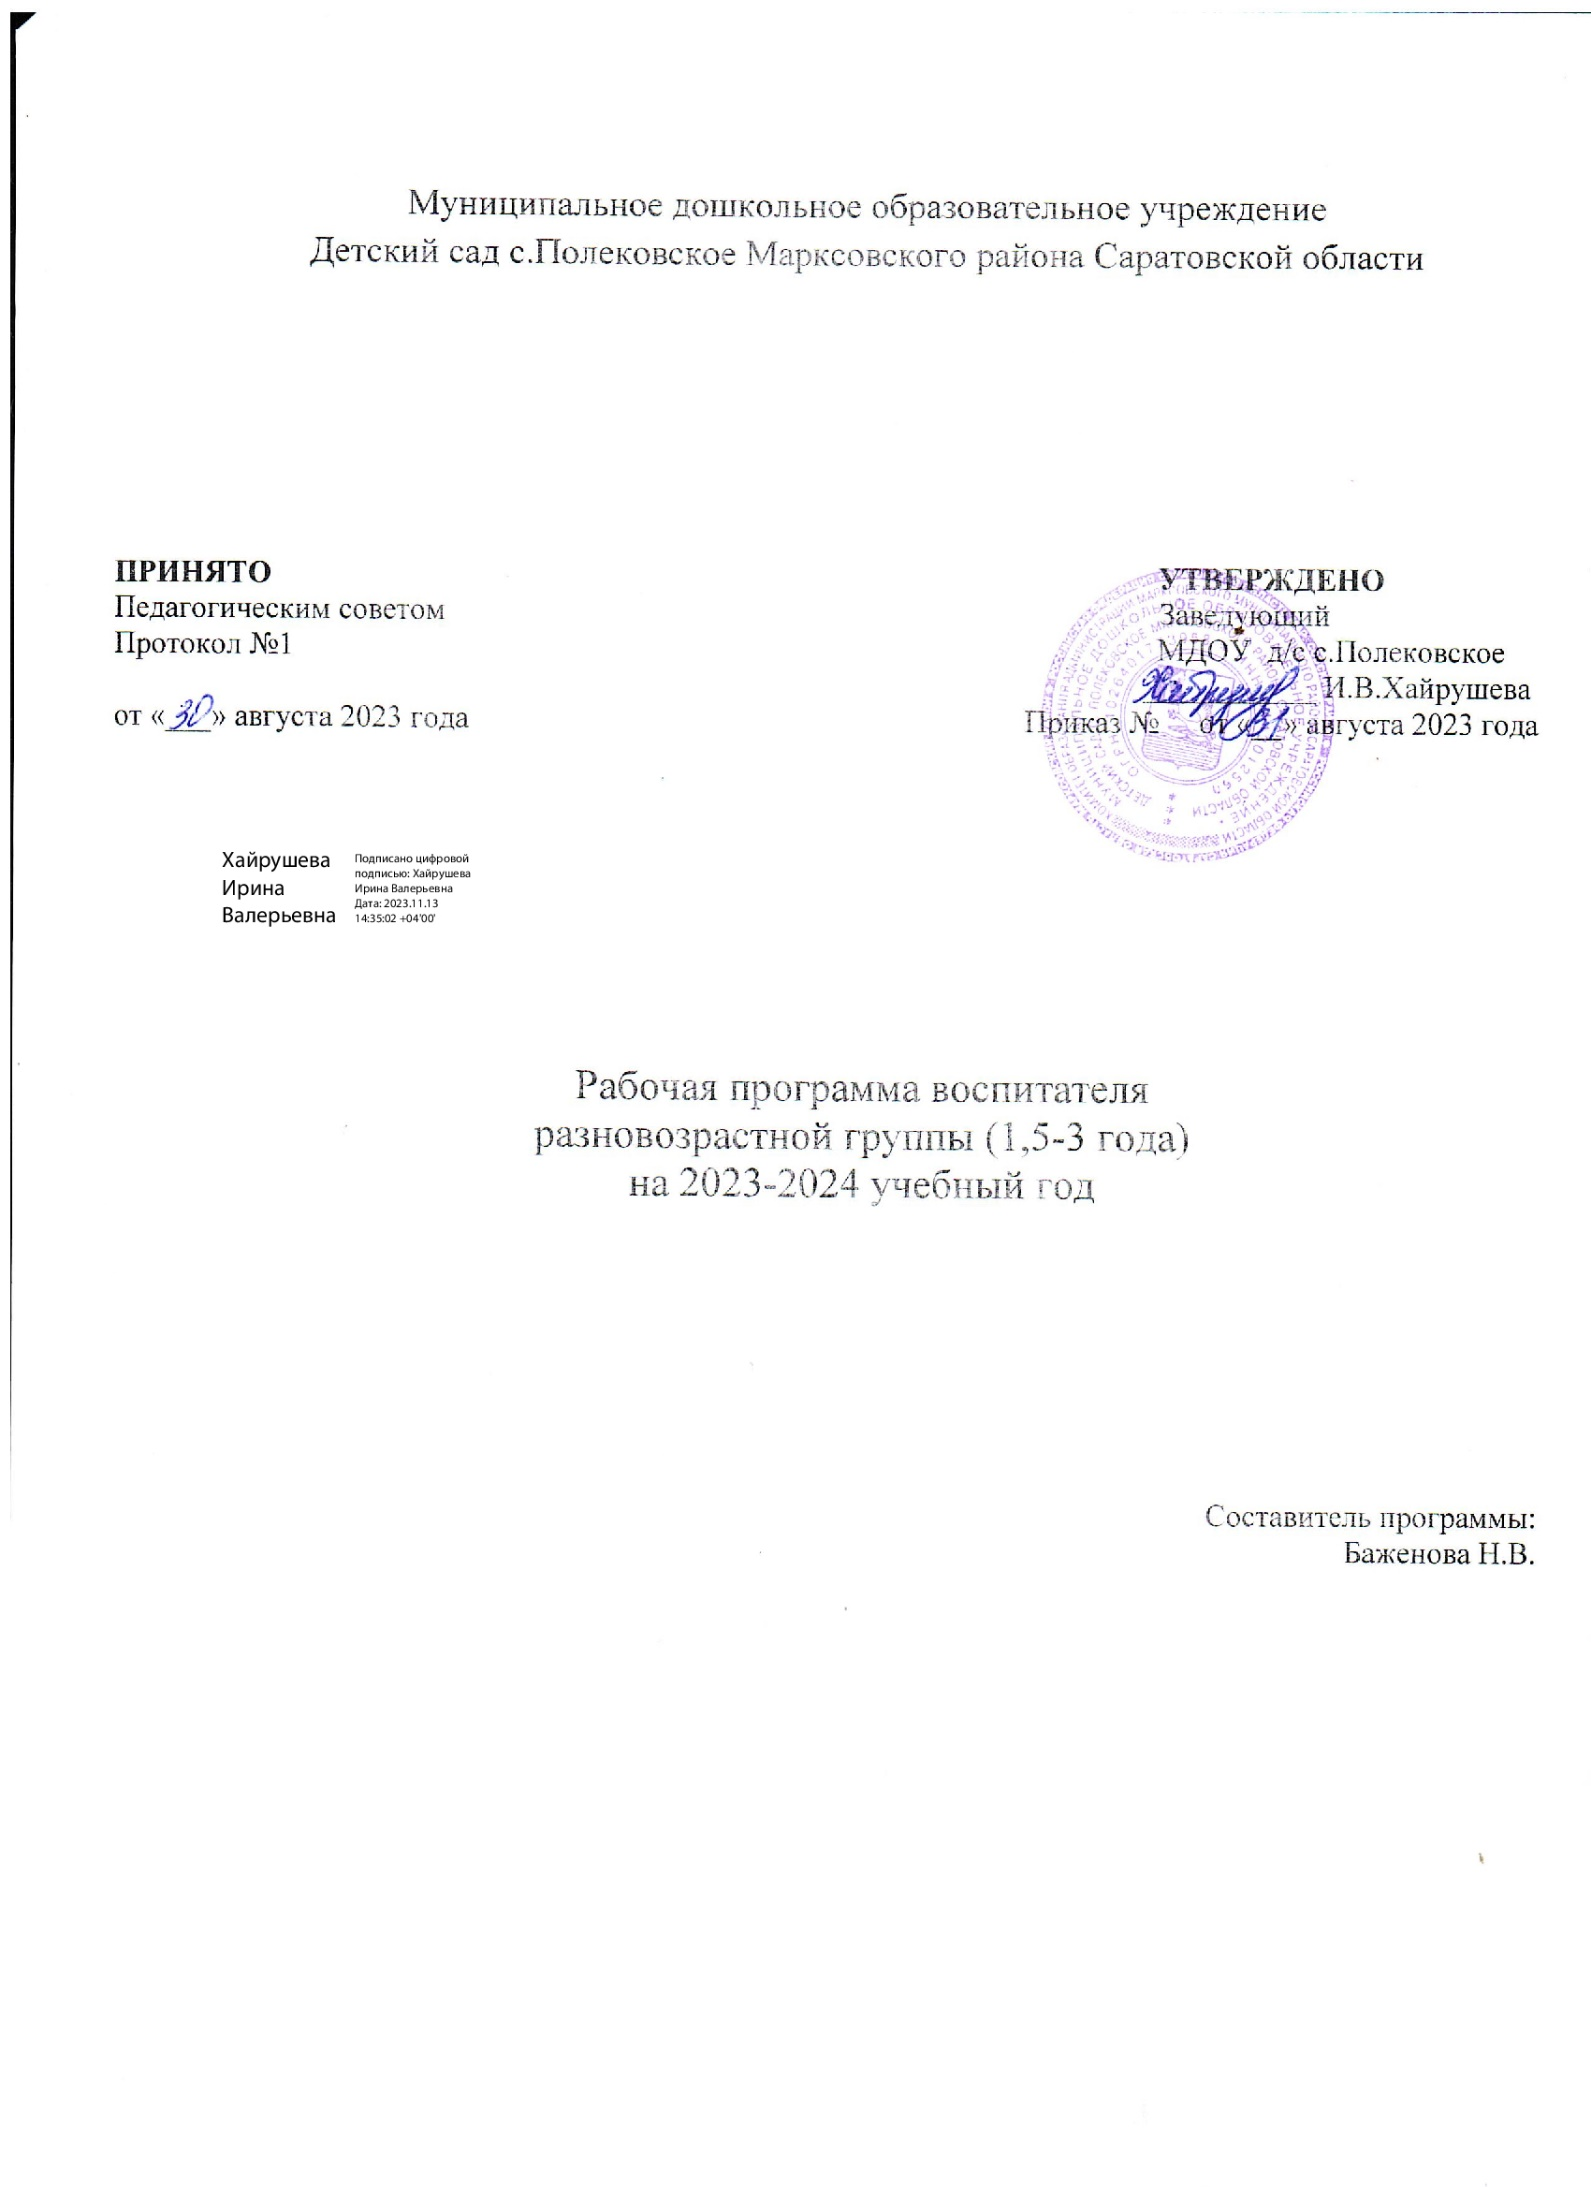 Муниципальное дошкольное образовательное учреждение
Детский сад с.Полековское Марксовского района Саратовской области
ПРИНЯТО
Педагогическим советом
Протокол №1
от «30» августа 2023 года
УТВЕРЖДЕНО
Заведующий
МДОУ д/с с.Полековское
И.В.Хайрушева
Приказ № от «31» августа 2023 года
Хайрушева
Ирина
Валерьевна
Подписано цифровой
подписью: Хайрушева
Ирина Валерьевна
Дата: 2023.11.13
14:35:02 +04'00'
Рабочая программа воспитателя
разновозрастной группы (1,5-3 года)
на 2023-2024 учебный год
Составитель программы:
Баженова Н.В.